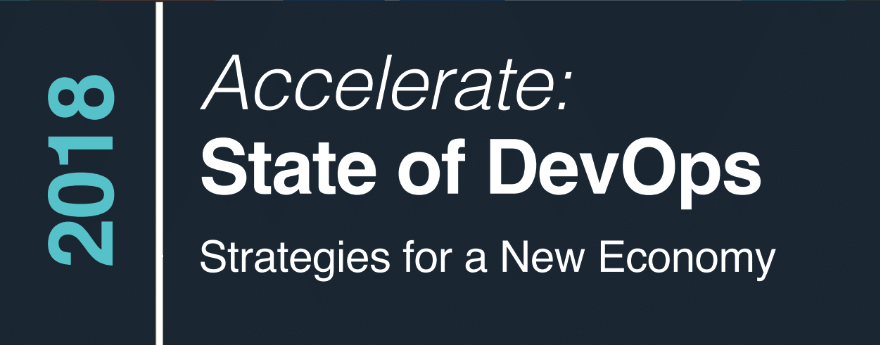 2018
Accelerate:
State of DevOps
Strategies for a New Economy